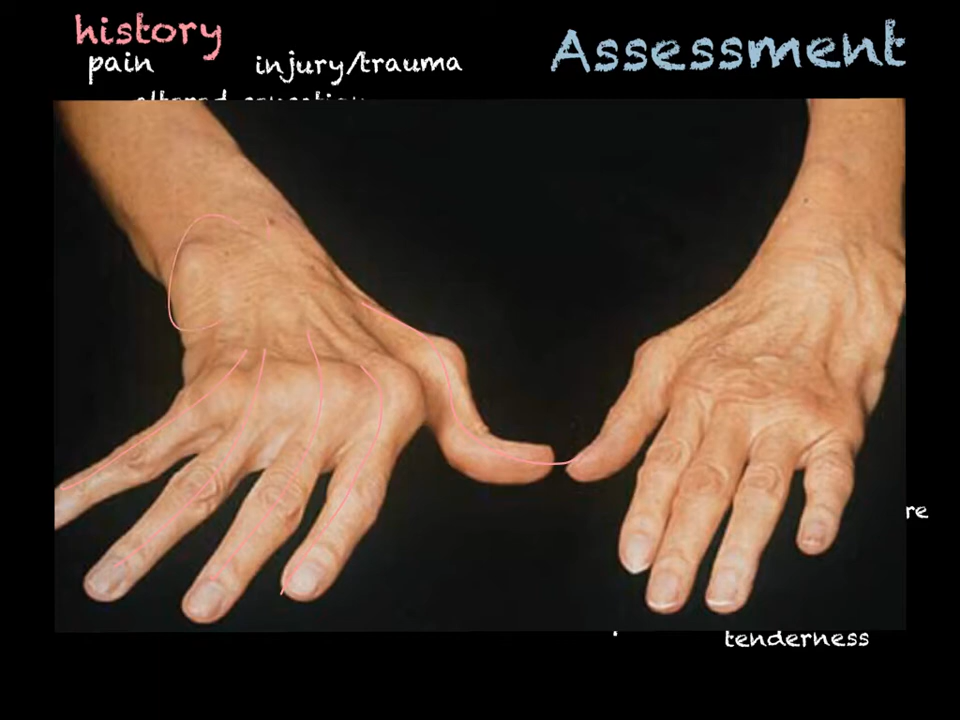 history
Assessment
pain
injury/trauma
re
tenderness